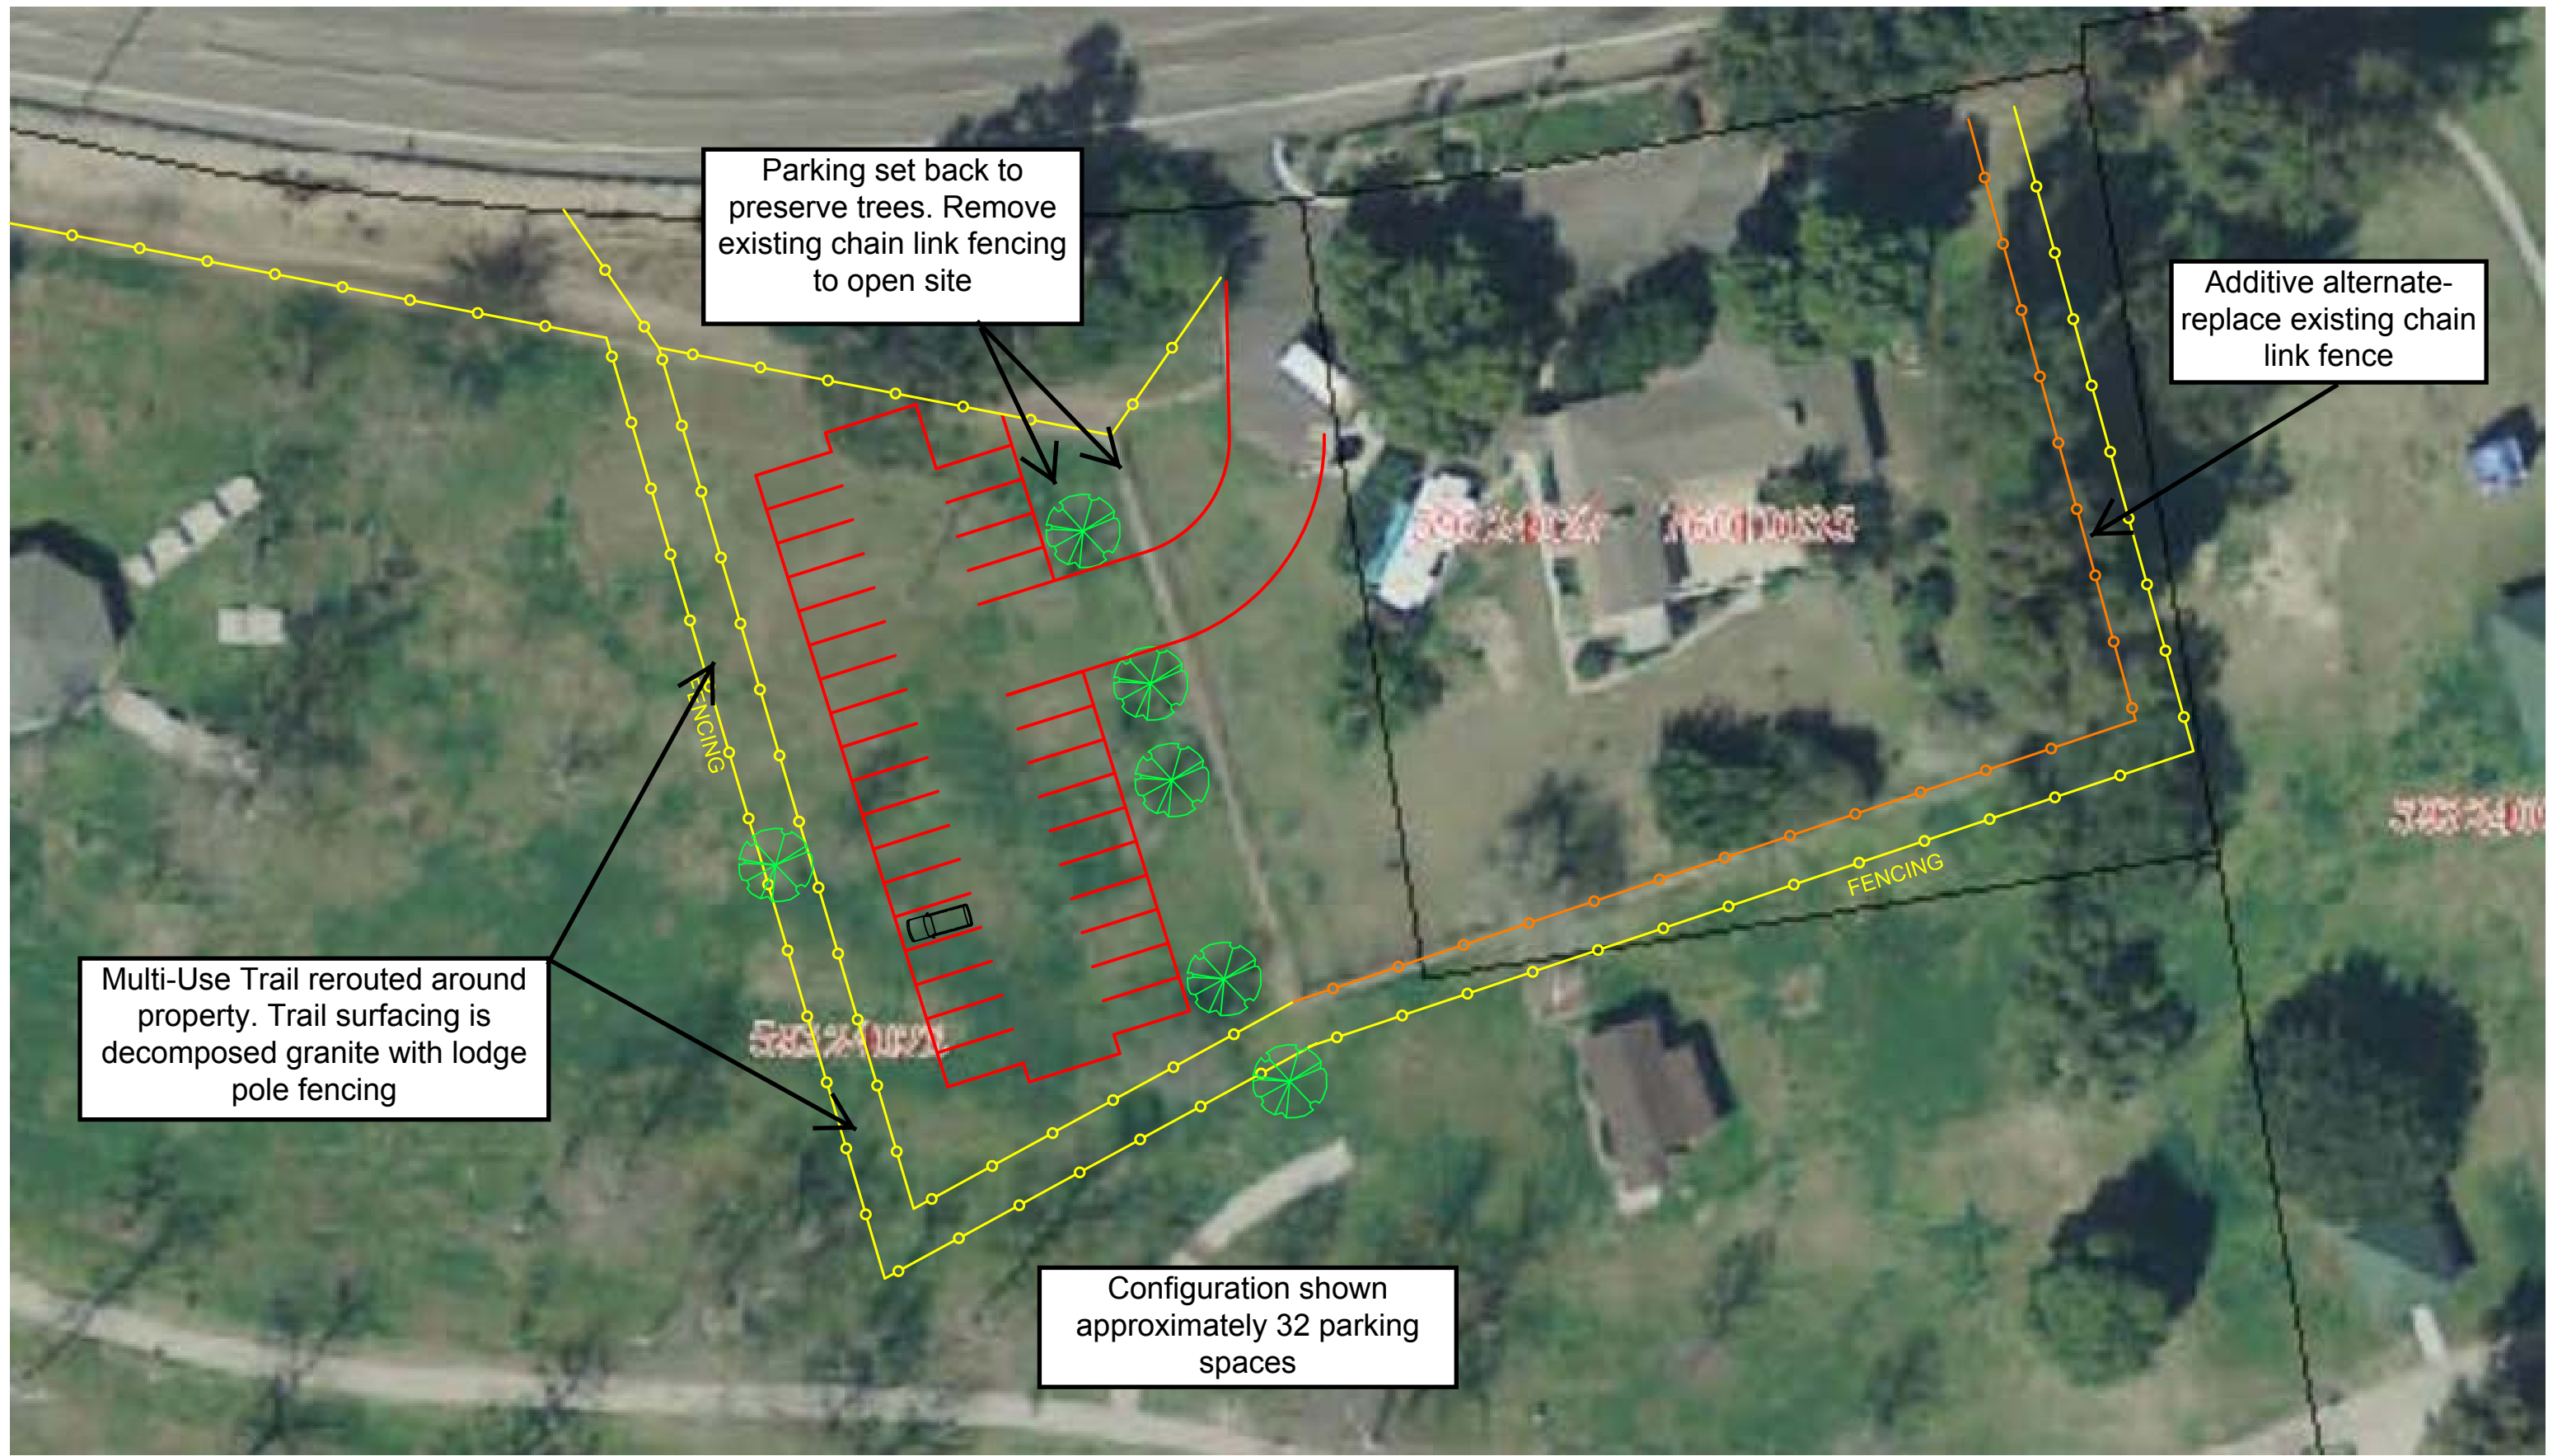 Parking set back to
preserve trees. Remove
existing chain link fencing
to open site
Additive alternate-
replace existing chain
link fence
FENCING
FENCING
Multi-Use Trail rerouted around
property. Trail surfacing is
decomposed granite with lodge
pole fencing
Configuration shown
approximately 32 parking
spaces